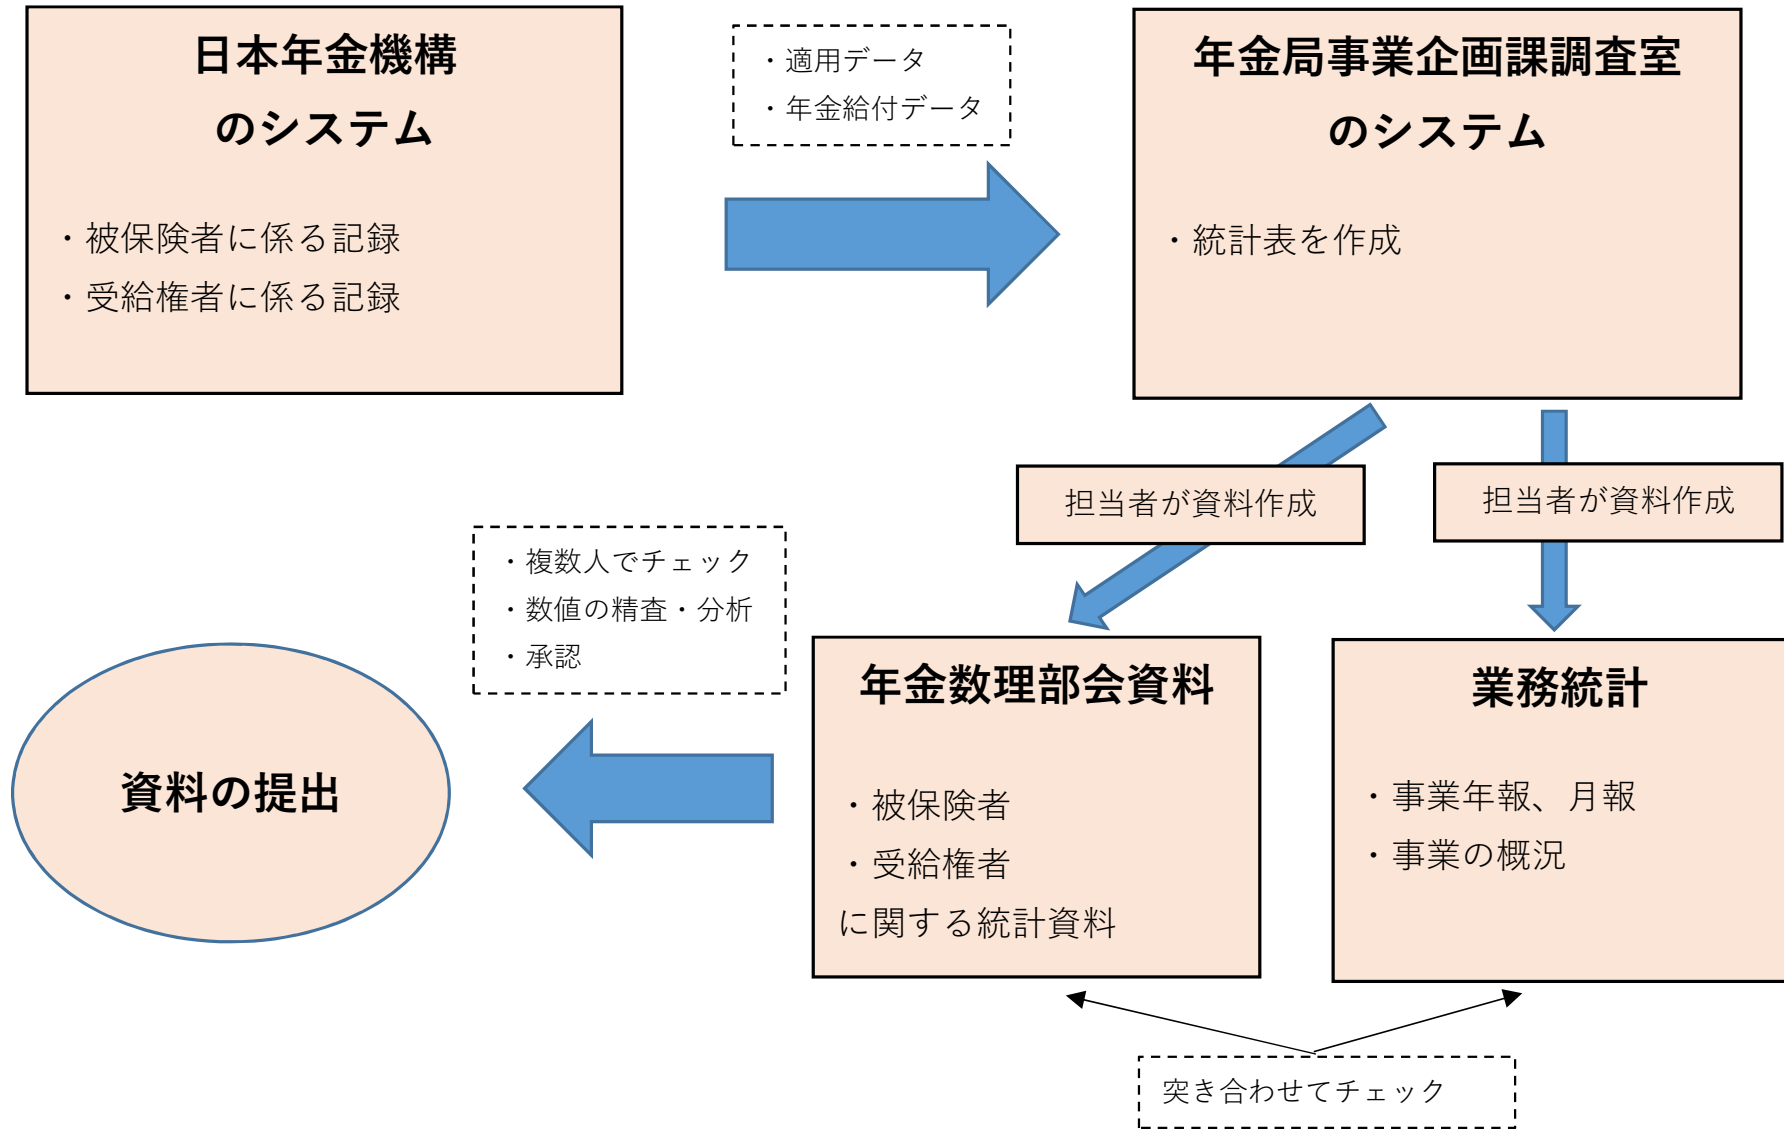 日本年金機構
のシステム
・被保険者に係る記録
・受給権者に係る記録
・適用データ
・年金給付データ
年金局事業企画課調査室
のシステム
・統計表を作成
担当者が資料作成
担当者が資料作成
・複数人でチェック
・数値の精査・分析
・承認
資料の提出
年金数理部会資料
・被保険者
・受給権者
に関する統計資料
業務統計
・事業年報、月報
・事業の概況
突き合わせてチェック